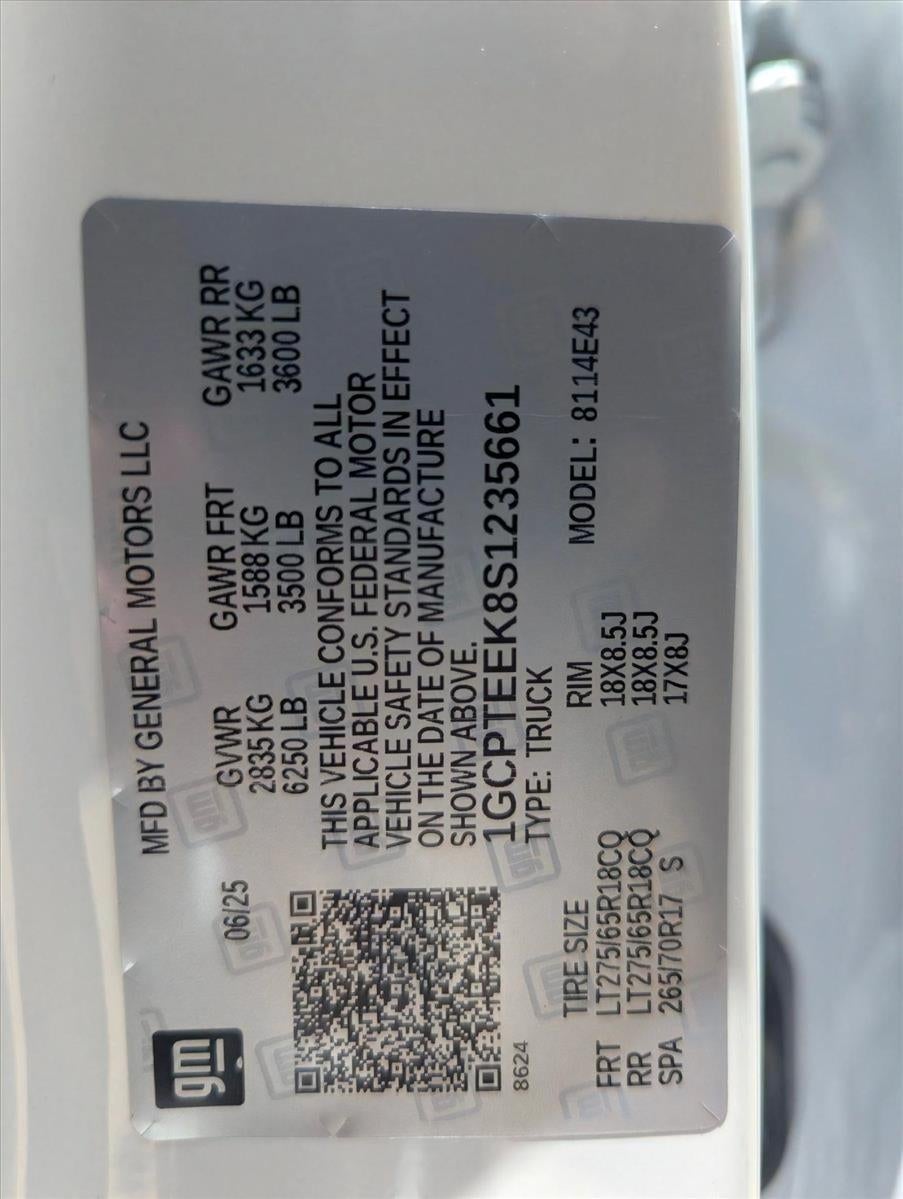 gm
MFD BY GENERAL MOTORS LLC
06/25
GVWR GAWR FRT GAWR RR
2835 KG 1588 KG 1633 KG
6250 LB 3500 LB 3600 LB
THIS VEHICLE CONFORMS TO ALL
APPLICABLE U.S. FEDERAL MOTOR
VEHICLE SAFETY STANDARDS IN EFFECT
ON THE DATE OF MANUFACTURE
SHOWN ABOVE.
1GCPTEEK8S1235661
8624
TYPE: TRUCK MODEL: 8114E43
TIRE SIZE RIM
FRT LT275/65R18CQ 18X8.5J
RR LT275/65R18CQ 18X8.5J
SPA 265/70R17 S 17X8J